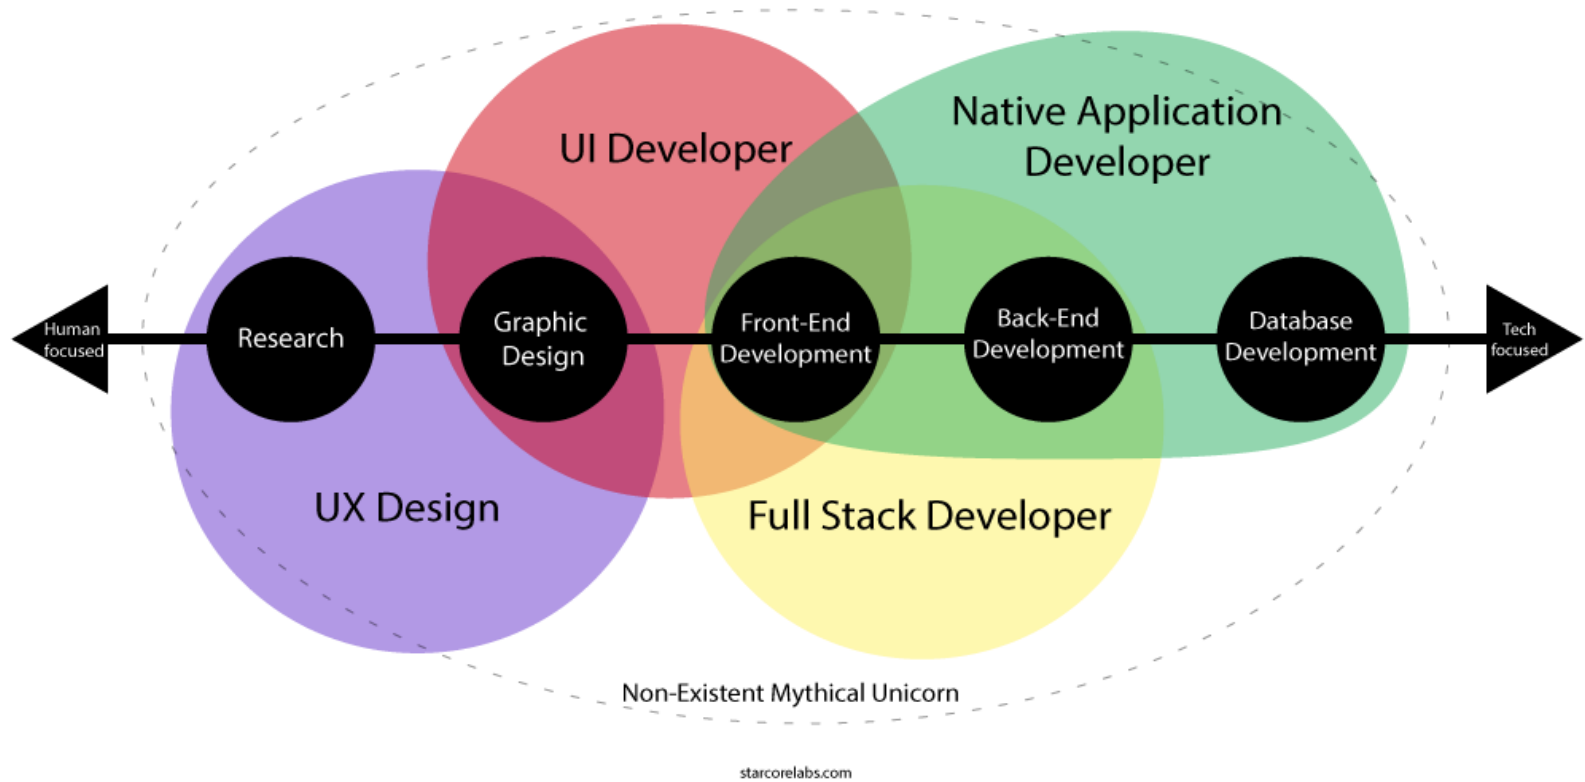 UI Developer
Native Application
Developer
Human
focused
Research
Graphic
Design
Front-End
Development
Back-End
Development
Database
Development
Tech
focused
UX Design
Full Stack Developer
Non-Existent Mythical Unicorn
starcorelabs.com